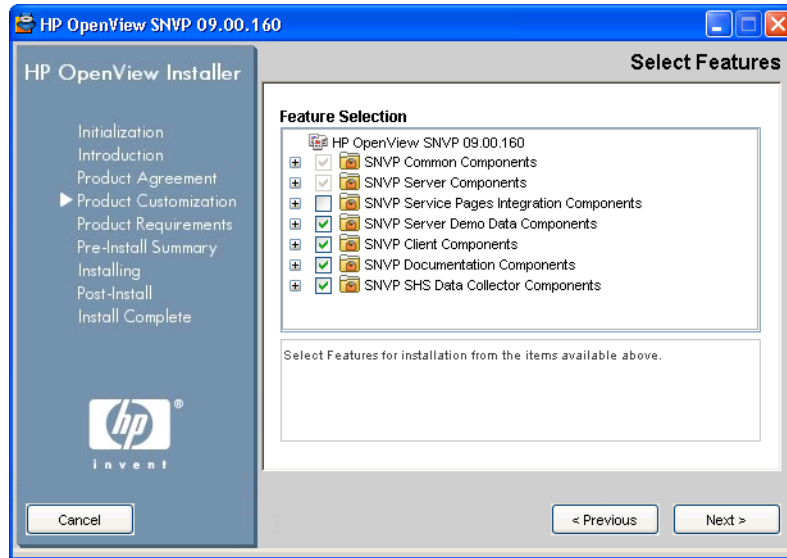 HP OpenView SNVP 09.00.160
HP OpenView Installer
Select Features
Initialization
Introduction
Product Agreement
Product Customization
Product Requirements
Pre-Install Summary
Installing
Post-Install
Install Complete
Feature Selection
HP OpenView SNVP 09.00.160
SNVP Common Components
SNVP Server Components
SNVP Service Pages Integration Components
SNVP Server Demo Data Components
SNVP Client Components
SNVP Documentation Components
SNVP SHS Data Collector Components
Select Features for installation from the items available above.
hp ®
invent
Cancel
< Previous
Next >